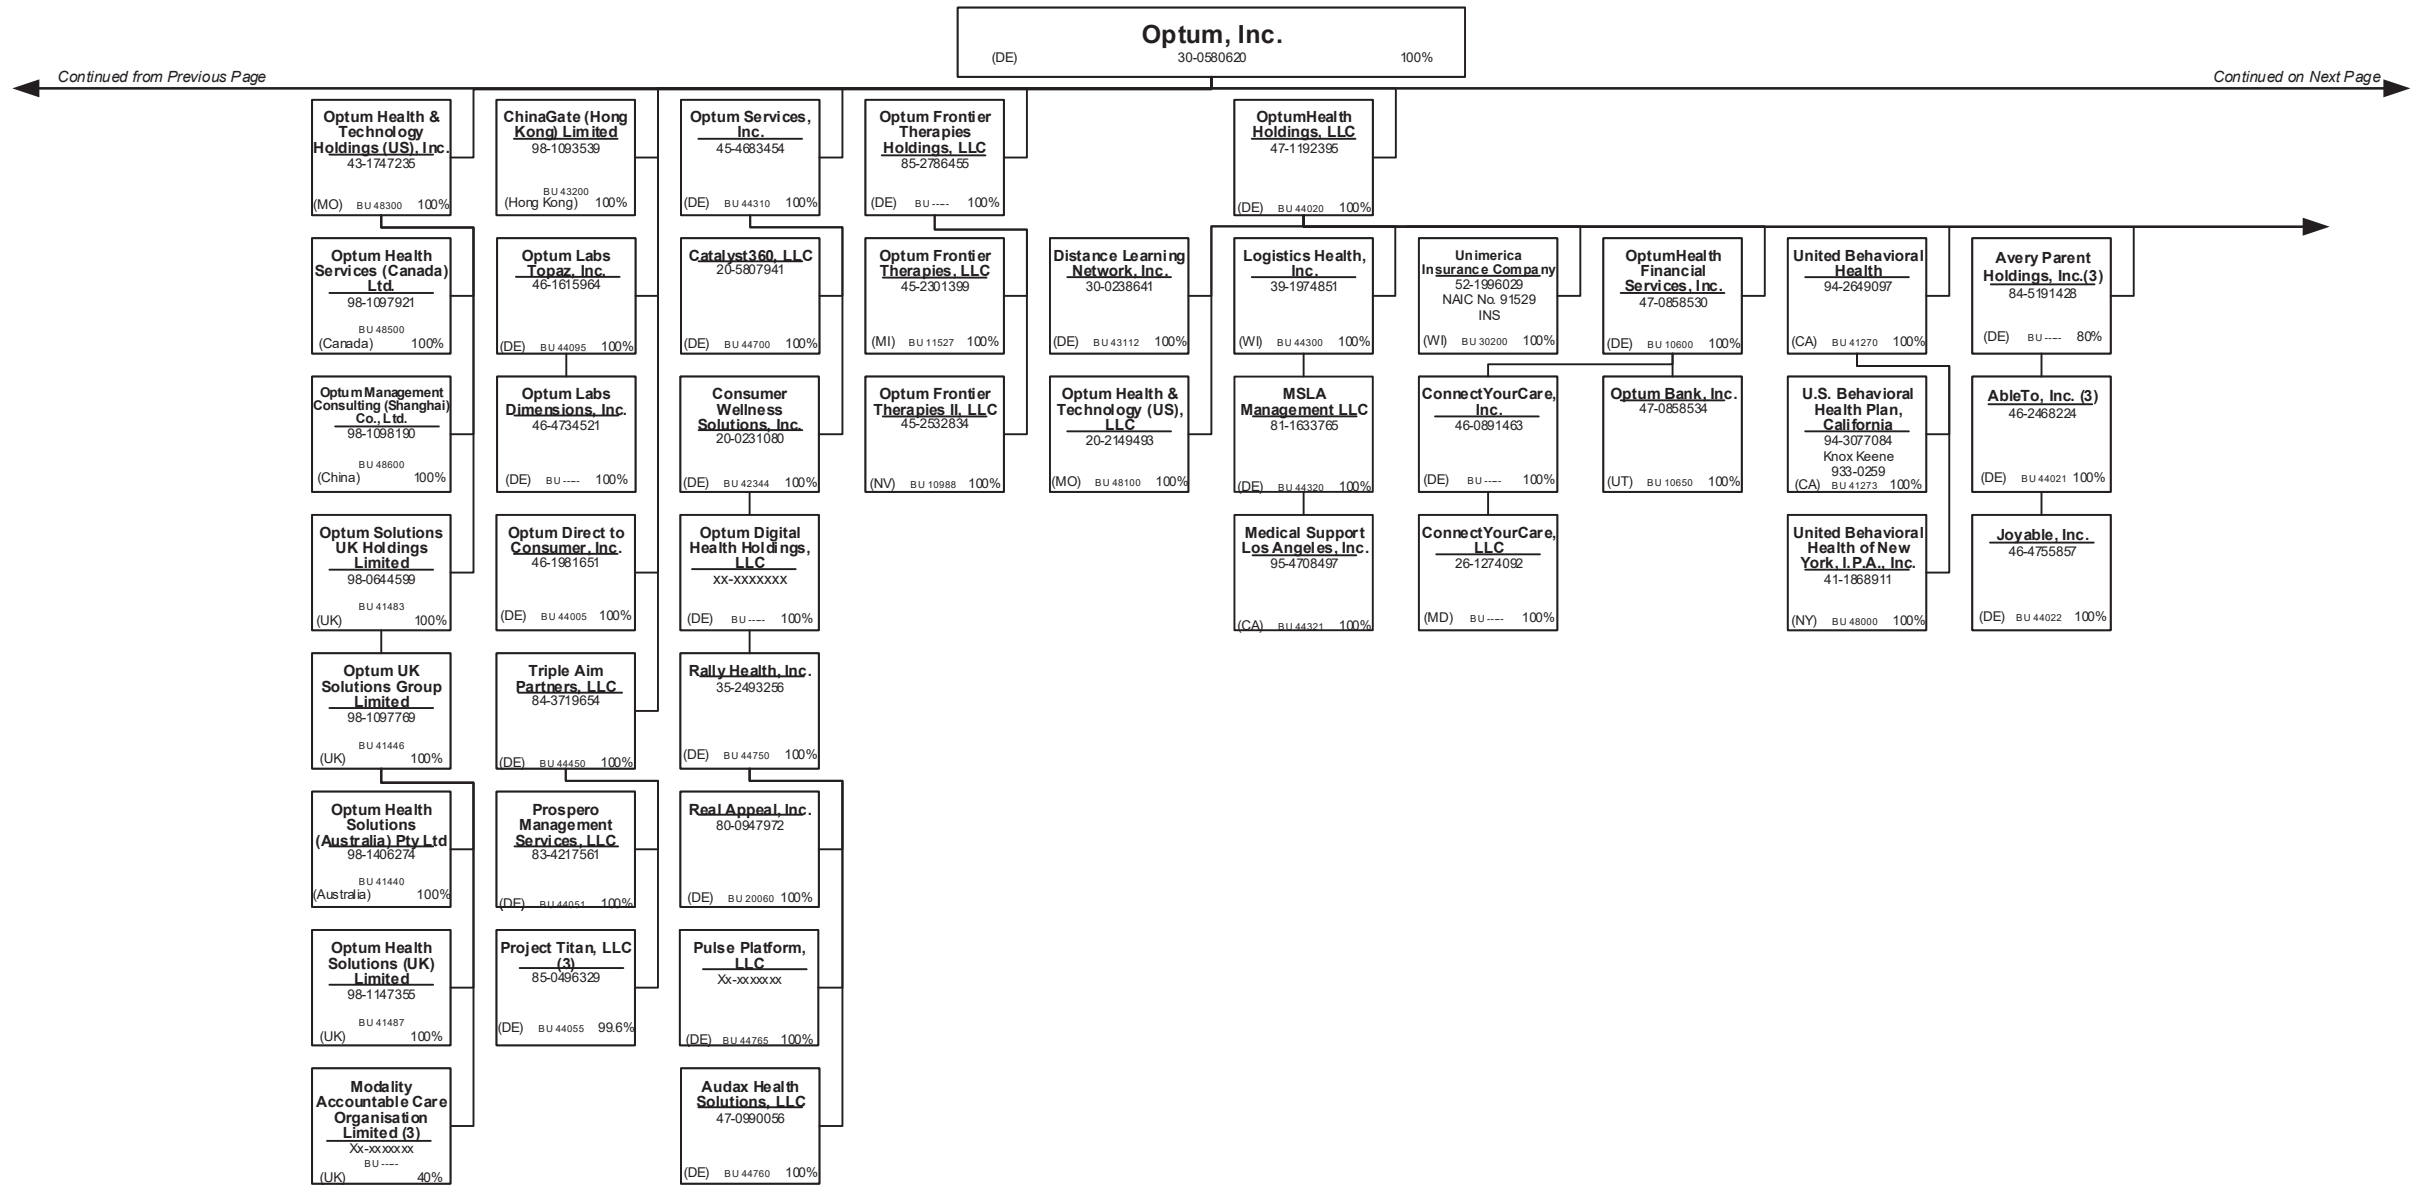 Optum, Inc.
(DE) 30-0580620 100%
Continued from Previous Page
Continued on Next Page
Optum Health &
Technology
Holdings (US), Inc.
43-1747235
(MO) BU 48300 100%
ChinaGate (Hong
Kong) Limited
98-1093539
BU 43200
(Hong Kong) 100%
Optum Services,
Inc.
45-4683454
(DE) BU 44310 100%
Optum Frontier
Therapies
Holdings, LLC
85-2786455
(DE) BU ----- 100%
OptumHealth
Holdings, LLC
47-1192395
(DE) BU 44020 100%
Optum Health
Services (Canada)
Ltd.
98-1097921
BU 48500
(Canada) 100%
Optum Labs
Topaz, Inc.
46-1615964
(DE) BU 44095 100%
Catalyst360, LLC
20-5807941
(DE) BU 44700 100%
Optum Frontier
Therapies, LLC
45-2301399
(MI) BU 11527 100%
Distance Learning
Network, Inc.
30-0238641
(DE) BU 43112 100%
Logistics Health,
Inc.
39-1974851
(WI) BU 44300 100%
Unimerica
Insurance Company
52-1996029
NAIC No. 91529
INS
(WI) BU 30200 100%
OptumHealth
Financial
Services, Inc.
47-0858530
(DE) BU 10600 100%
United Behavioral
Health
94-2649097
(CA) BU 41270 100%
Avery Parent
Holdings, Inc.(3)
84-5191428
(DE) BU ----- 80%
Optum Management
Consulting (Shanghai)
Co., Ltd.
98-1098190
BU 48600
(China) 100%
Optum Labs
Dimensions, Inc.
46-4734521
(DE) BU ----- 100%
Consumer
Wellness
Solutions, Inc.
20-0231080
(DE) BU 42344 100%
Optum Frontier
Therapies II, LLC
45-2532834
(NV) BU 10988 100%
Optum Health &
Technology (US),
LLC
20-2149493
(MO) BU 48100 100%
MSLA
Management LLC
81-1633765
(DE) BU 44320 100%
ConnectYourCare,
Inc.
46-0891463
(DE) BU ----- 100%
Optum Bank, Inc.
47-0858534
(UT) BU 10650 100%
U.S. Behavioral
Health Plan,
California
94-3077084
Knox Keene
933-0259
(CA) BU 41273 100%
AbleTo, Inc. (3)
46-2468224
(DE) BU 44021 100%
Optum Solutions
UK Holdings
Limited
98-0644599
BU 41483
(UK) 100%
Optum Direct to
Consumer, Inc.
46-1981651
(DE) BU 44005 100%
Optum Digital
Health Holdings,
LLC
xx-xxxxxxx
(DE) BU ----- 100%
Medical Support
Los Angeles, Inc.
95-4708497
(CA) BU 44321 100%
ConnectYourCare,
LLC
26-1274092
(MD) BU ----- 100%
United Behavioral
Health of New
York, I.P.A., Inc.
41-1868911
(NY) BU 48000 100%
Joyable, Inc.
46-4755857
(DE) BU 44022 100%
Optum UK
Solutions Group
Limited
98-1097769
BU 41446
(UK) 100%
Triple Aim
Partners, LLC
84-3719654
(DE) BU 44450 100%
Rally Health, Inc.
35-2493256
(DE) BU 44750 100%
Optum Health
Solutions
(Australia) Pty Ltd
98-1406274
BU 41440
(Australia) 100%
Prospero
Management
Services, LLC
83-4217561
(DE) BU 44051 100%
Real Appeal, Inc.
80-0947972
(DE) BU 20060 100%
Optum Health
Solutions (UK)
Limited
98-1147355
BU 41487
(UK) 100%
Project Titan, LLC
(3)
85-0496329
(DE) BU 44055 99.6%
Pulse Platform,
LLC
Xx-xxxxxxx
(DE) BU 44765 100%
Modality
Accountable Care
Organisation
Limited (3)
Xx-xxxxxxx
BU -----
(UK) 40%
Audax Health
Solutions, LLC
47-0990056
(DE) BU 44760 100%